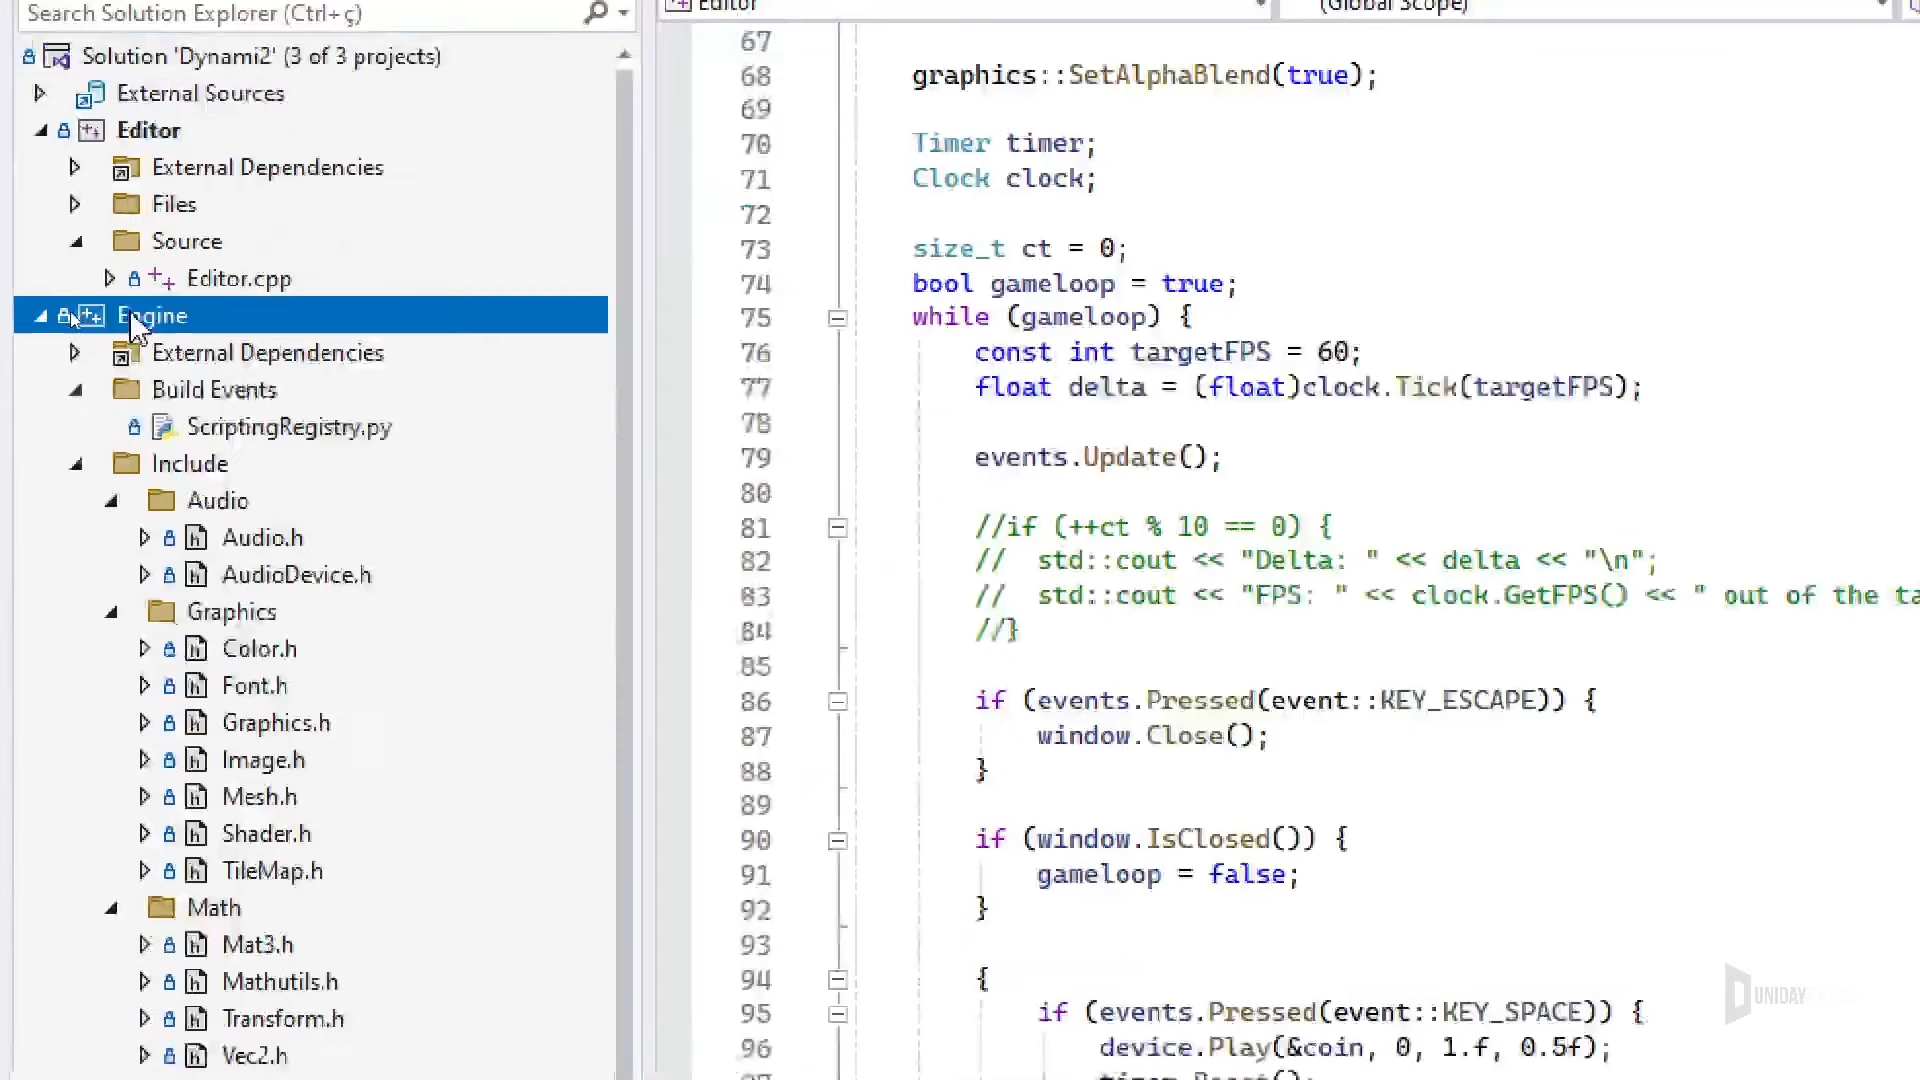 Search Solution Explorer (Ctrl+ç)
Solution 'Dynami2' (3 of 3 projects)
External Sources
Editor
External Dependencies
Files
Source
Editor.cpp
Engine
External Dependencies
Build Events
ScriptingRegistry.py
Include
Audio
Audio.h
AudioDevice.h
Graphics
Color.h
Font.h
Graphics.h
Image.h
Mesh.h
Shader.h
TileMap.h
Math
Mat3.h
Mathutils.h
Transform.h
Vec2.h
Editor
(Global Scope)
67
68 graphics::SetAlphaBlend(true);
69
70 Timer timer;
71 Clock clock;
72
73 size_t ct = 0;
74 bool gameloop = true;
75 while (gameloop) {
76 const int targetFPS = 60;
77 float delta = (float)clock.Tick(targetFPS);
78
79 events.Update();
80
81 //if (++ct % 10 == 0) {
82 // std::cout << "Delta: " << delta << "\n";
83 // std::cout << "FPS: " << clock.GetFPS() << " out of the ta
84 //}
85
86 if (events.Pressed(event::KEY_ESCAPE)) {
87 window.Close();
88 }
89
90 if (window.IsClosed()) {
91 gameloop = false;
92 }
93
94 {
95 if (events.Pressed(event::KEY_SPACE)) {
96 device.Play(&coin, 0, 1.f, 0.5f);
UNIDAY